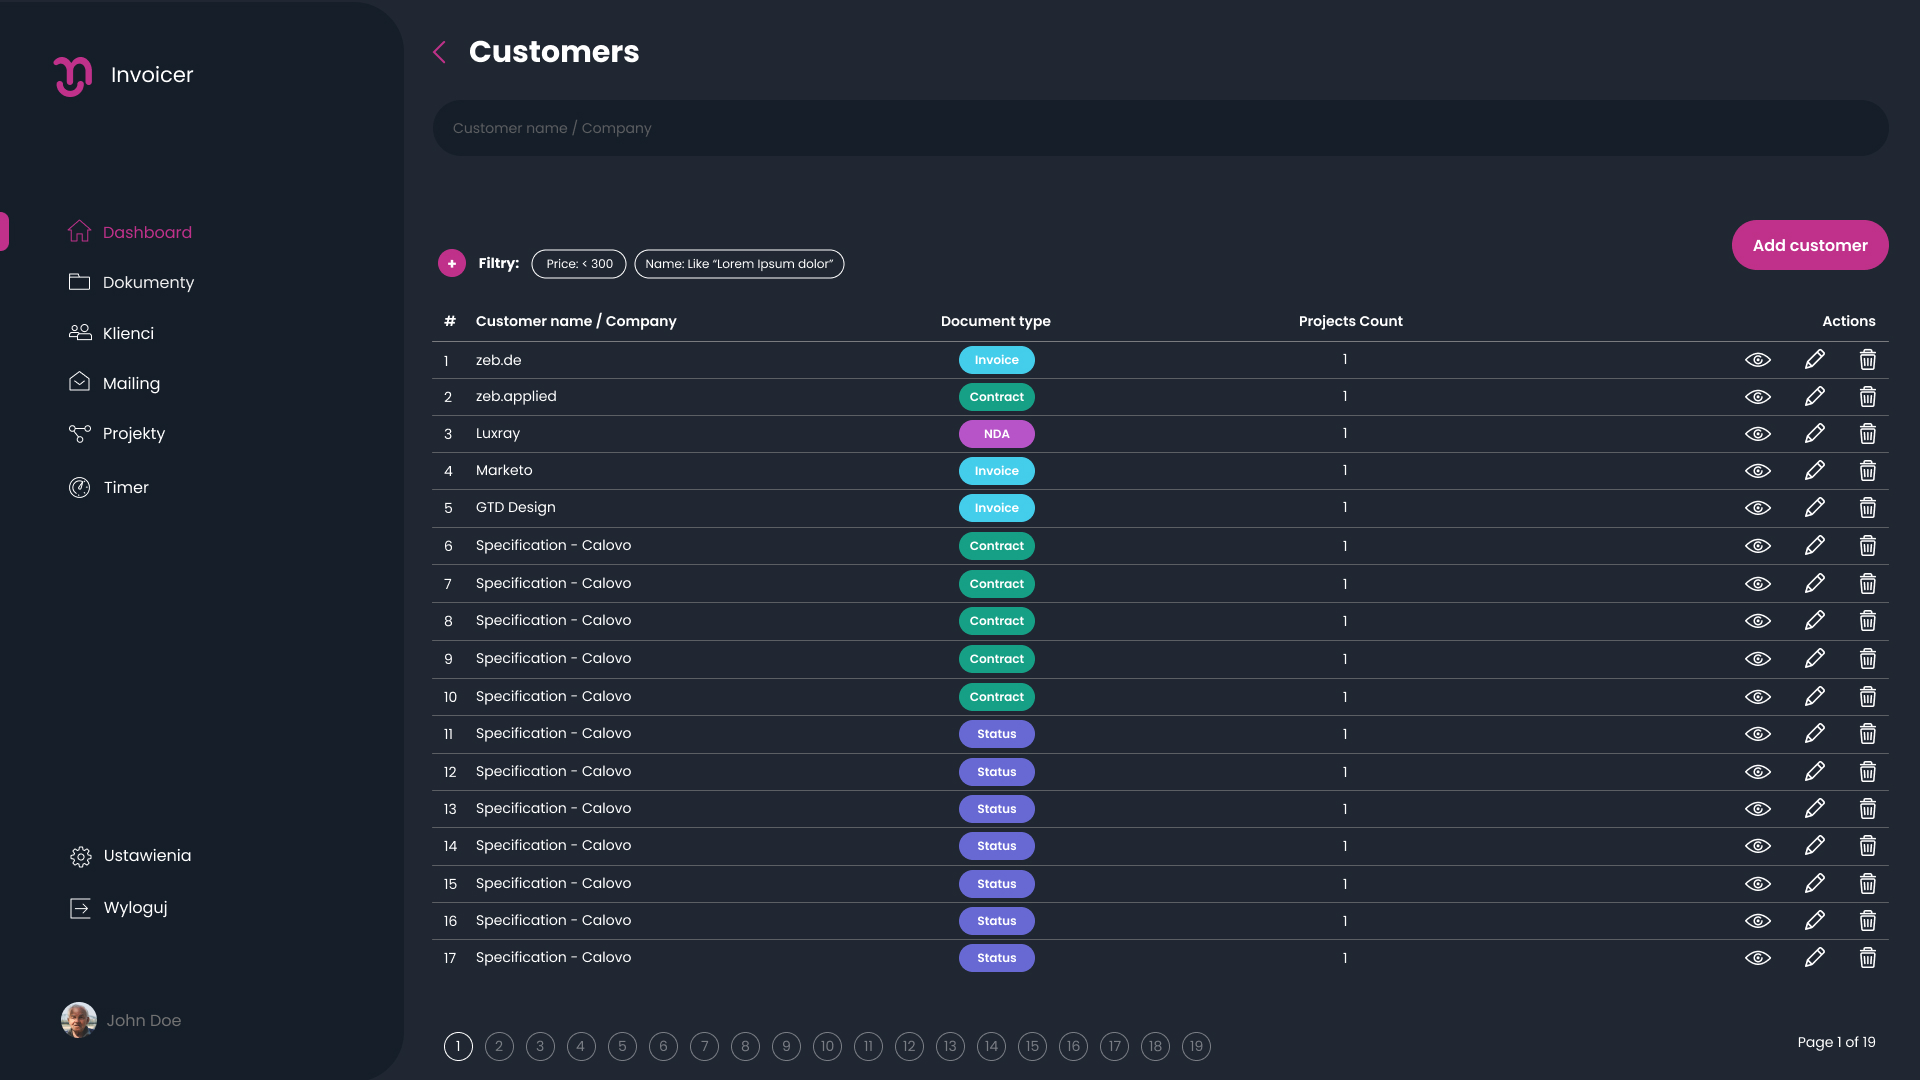 Invoicer
Dashboard
Dokumenty
Klienci
Mailing
Projekty
Timer
Ustawienia
Wyloguj
John Doe
Customers
Customer name / Company
Add customer
+ Filtry: Price: < 300 Name: Like “Lorem Ipsum dolor”
# Customer name / Company Document type Projects Count Actions
1 zeb.de Invoice 1
2 zeb.applied Contract 1
3 Luxray NDA 1
4 Marketo Invoice 1
5 GTD Design Invoice 1
6 Specification - Calovo Contract 1
7 Specification - Calovo Contract 1
8 Specification - Calovo Contract 1
9 Specification - Calovo Contract 1
10 Specification - Calovo Contract 1
11 Specification - Calovo Status 1
12 Specification - Calovo Status 1
13 Specification - Calovo Status 1
14 Specification - Calovo Status 1
15 Specification - Calovo Status 1
16 Specification - Calovo Status 1
17 Specification - Calovo Status 1
1 2 3 4 5 6 7 8 9 10 11 12 13 14 15 16 17 18 19
Page 1 of 19